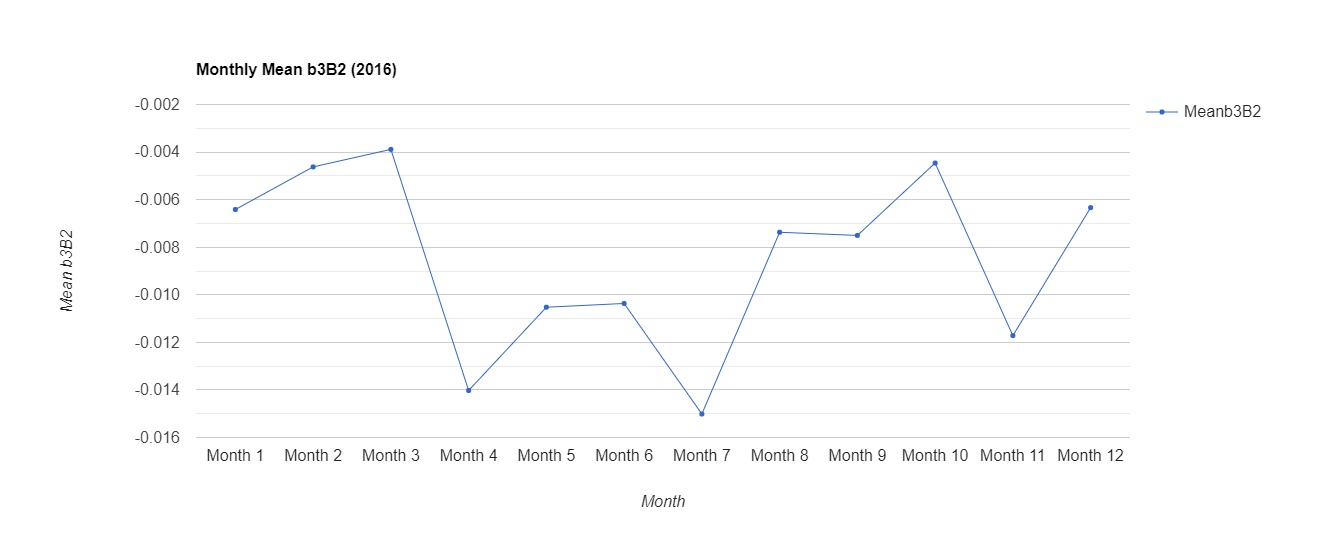 Monthly Mean b3B2 (2016)
-0.002
-0.004
-0.006
-0.008
-0.010
-0.012
-0.014
-0.016
Mean b3B2
Meanb3B2
Month 1 Month 2 Month 3 Month 4 Month 5 Month 6 Month 7 Month 8 Month 9 Month 10 Month 11 Month 12
Month